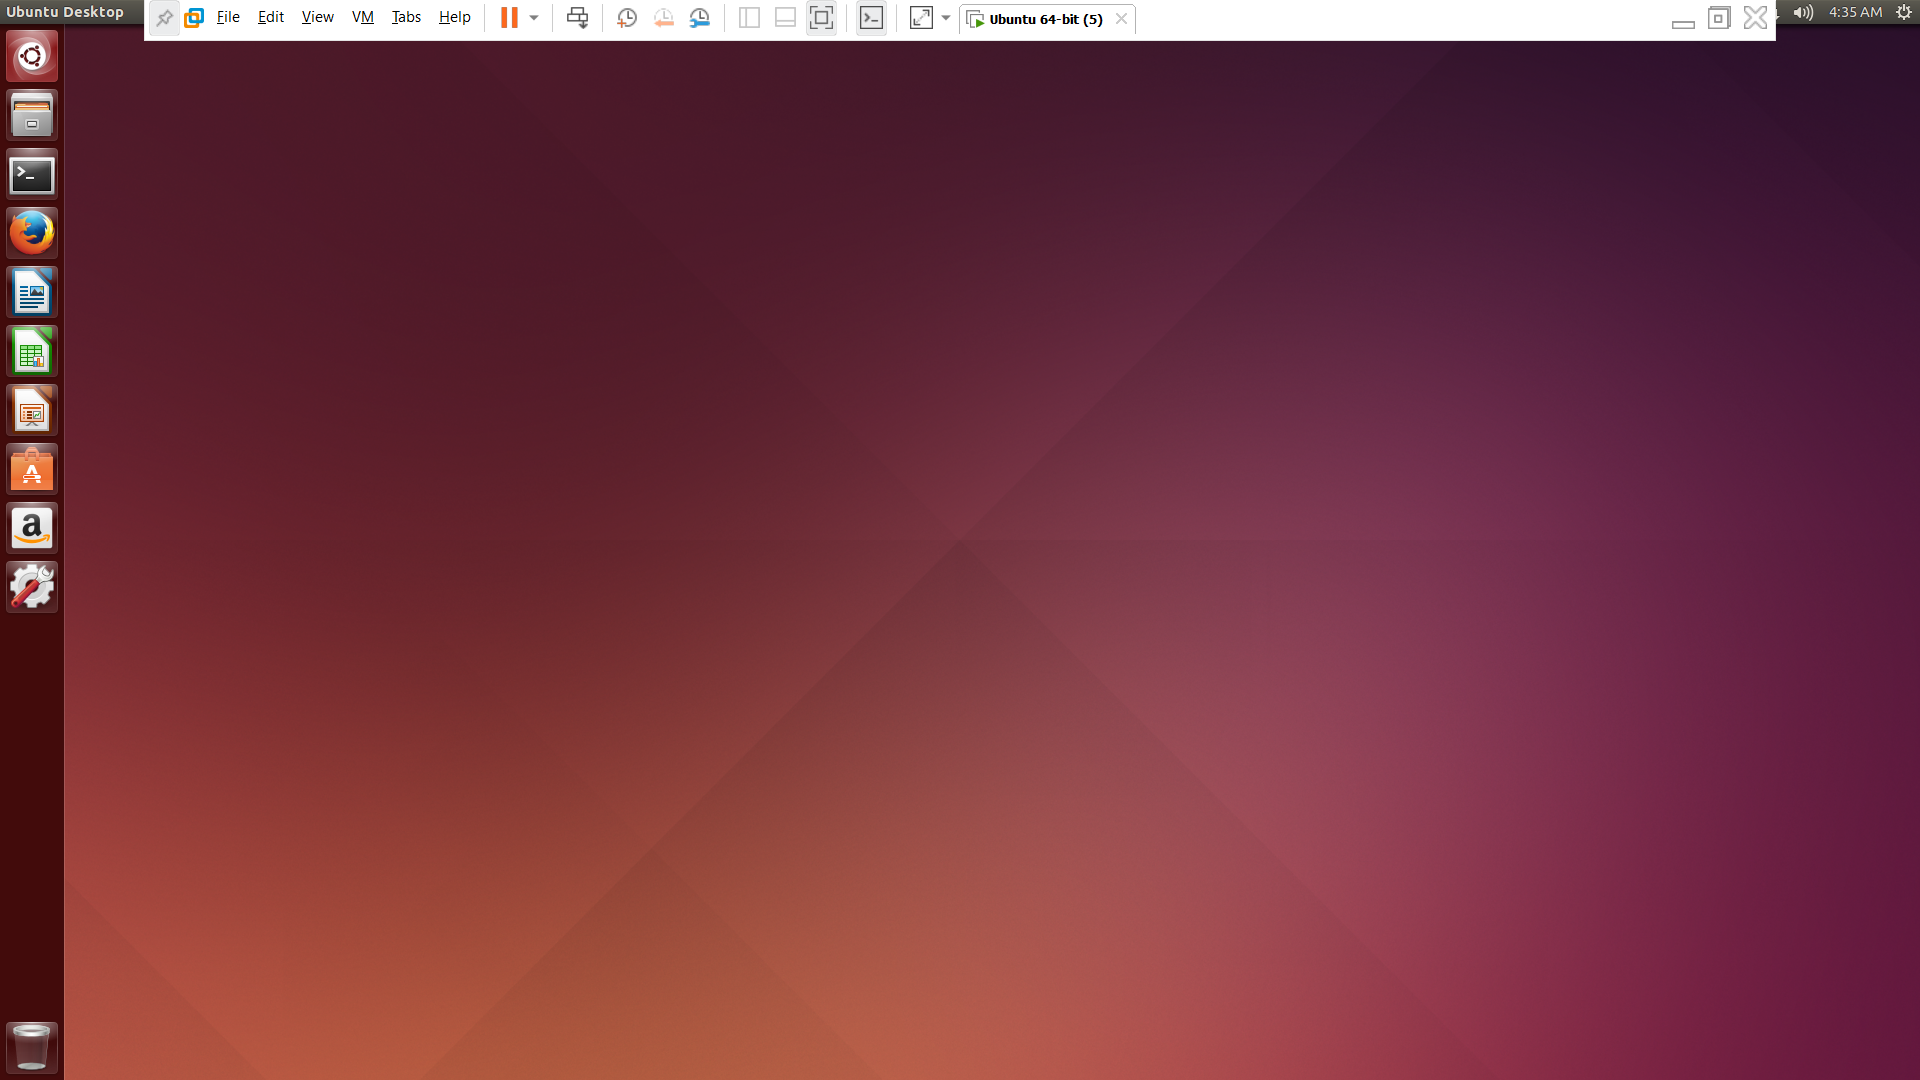 Ubuntu Desktop
File Edit View VM Tabs Help
Ubuntu 64-bit (5)
4:35 AM